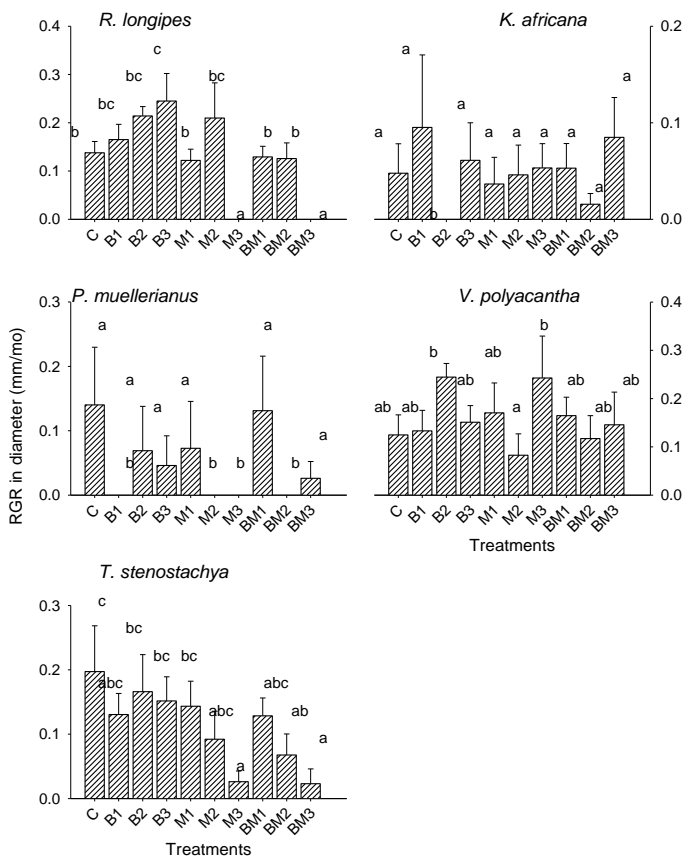 R. longipes
0.4
0.3
0.2
0.1
0.0
b
bc
bc
c
b
bc
a
b
b
a
C
B1
B2
B3
M1
M2
M3
BM1
BM2
BM3
K. africana
0.2
0.1
0.0
a
a
b
a
a
a
a
a
a
a
C
B1
B2
B3
M1
M2
M3
BM1
BM2
BM3
RGR in diameter (mm/mo)
P. muellerianus
0.3
0.2
0.1
0.0
a
b
a
a
a
b
b
a
b
a
C
B1
B2
B3
M1
M2
M3
BM1
BM2
BM3
V. polyacantha
0.4
0.3
0.2
0.1
0.0
ab
ab
b
ab
ab
a
b
ab
ab
ab
C
B1
B2
B3
M1
M2
M3
BM1
BM2
BM3
Treatments
T. stenostachya
0.3
0.2
0.1
0.0
c
abc
bc
bc
bc
abc
a
abc
ab
a
C
B1
B2
B3
M1
M2
M3
BM1
BM2
BM3
Treatments